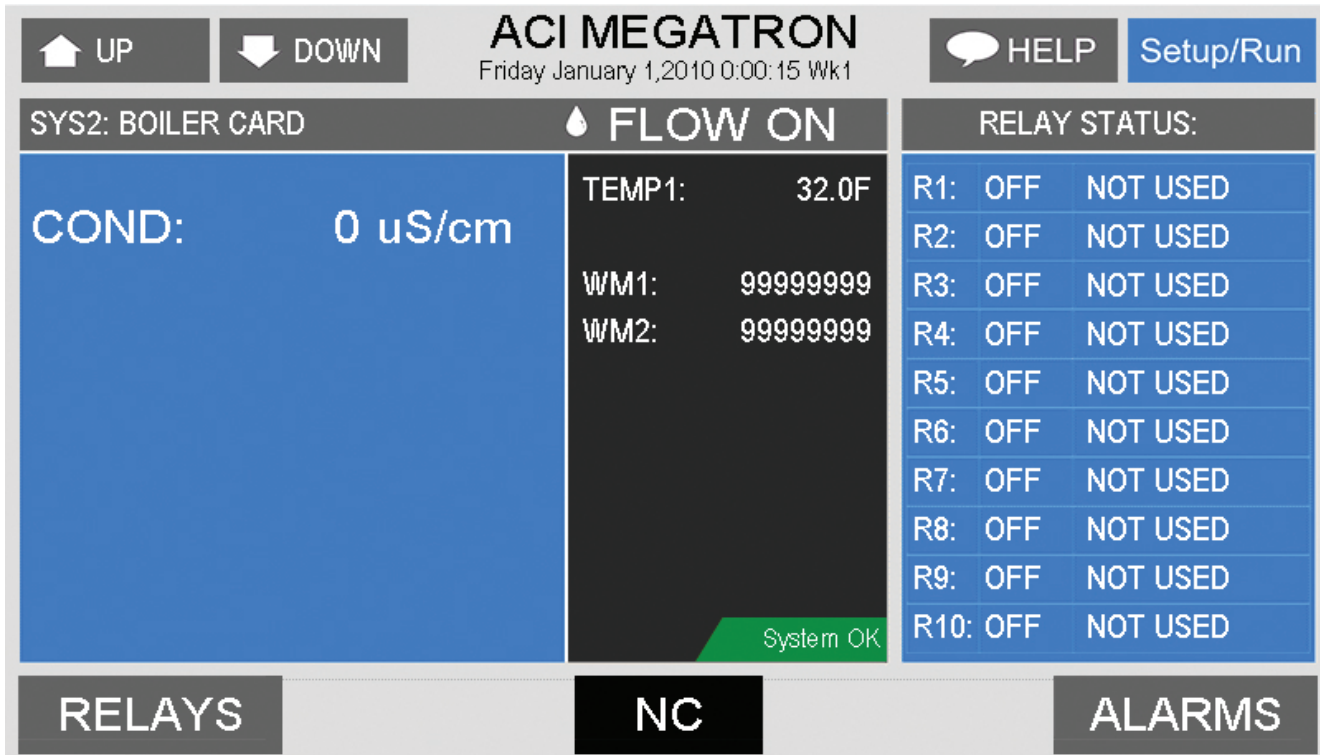 UP
DOWN
ACI MEGATRON
Friday January 1,2010 0:00:15 Wk1
HELP
Setup/Run
SYS2: BOILER CARD
FLOW ON
RELAY STATUS:
COND: 0 uS/cm
TEMP1: 32.0F
WM1: 99999999
WM2: 99999999
System OK
R1: OFF NOT USED
R2: OFF NOT USED
R3: OFF NOT USED
R4: OFF NOT USED
R5: OFF NOT USED
R6: OFF NOT USED
R7: OFF NOT USED
R8: OFF NOT USED
R9: OFF NOT USED
R10: OFF NOT USED
RELAYS
NC
ALARMS